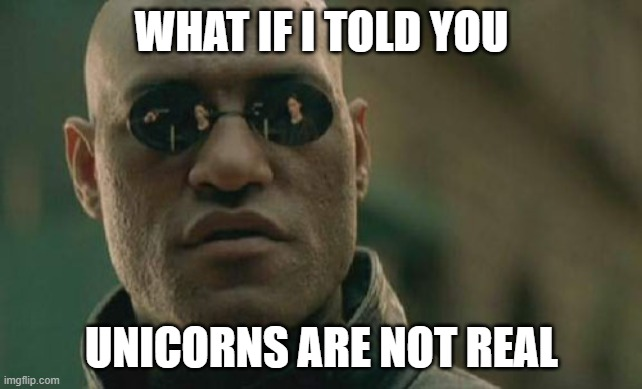 WHAT IF I TOLD YOU
UNICORNS ARE NOT REAL
imgflip.com